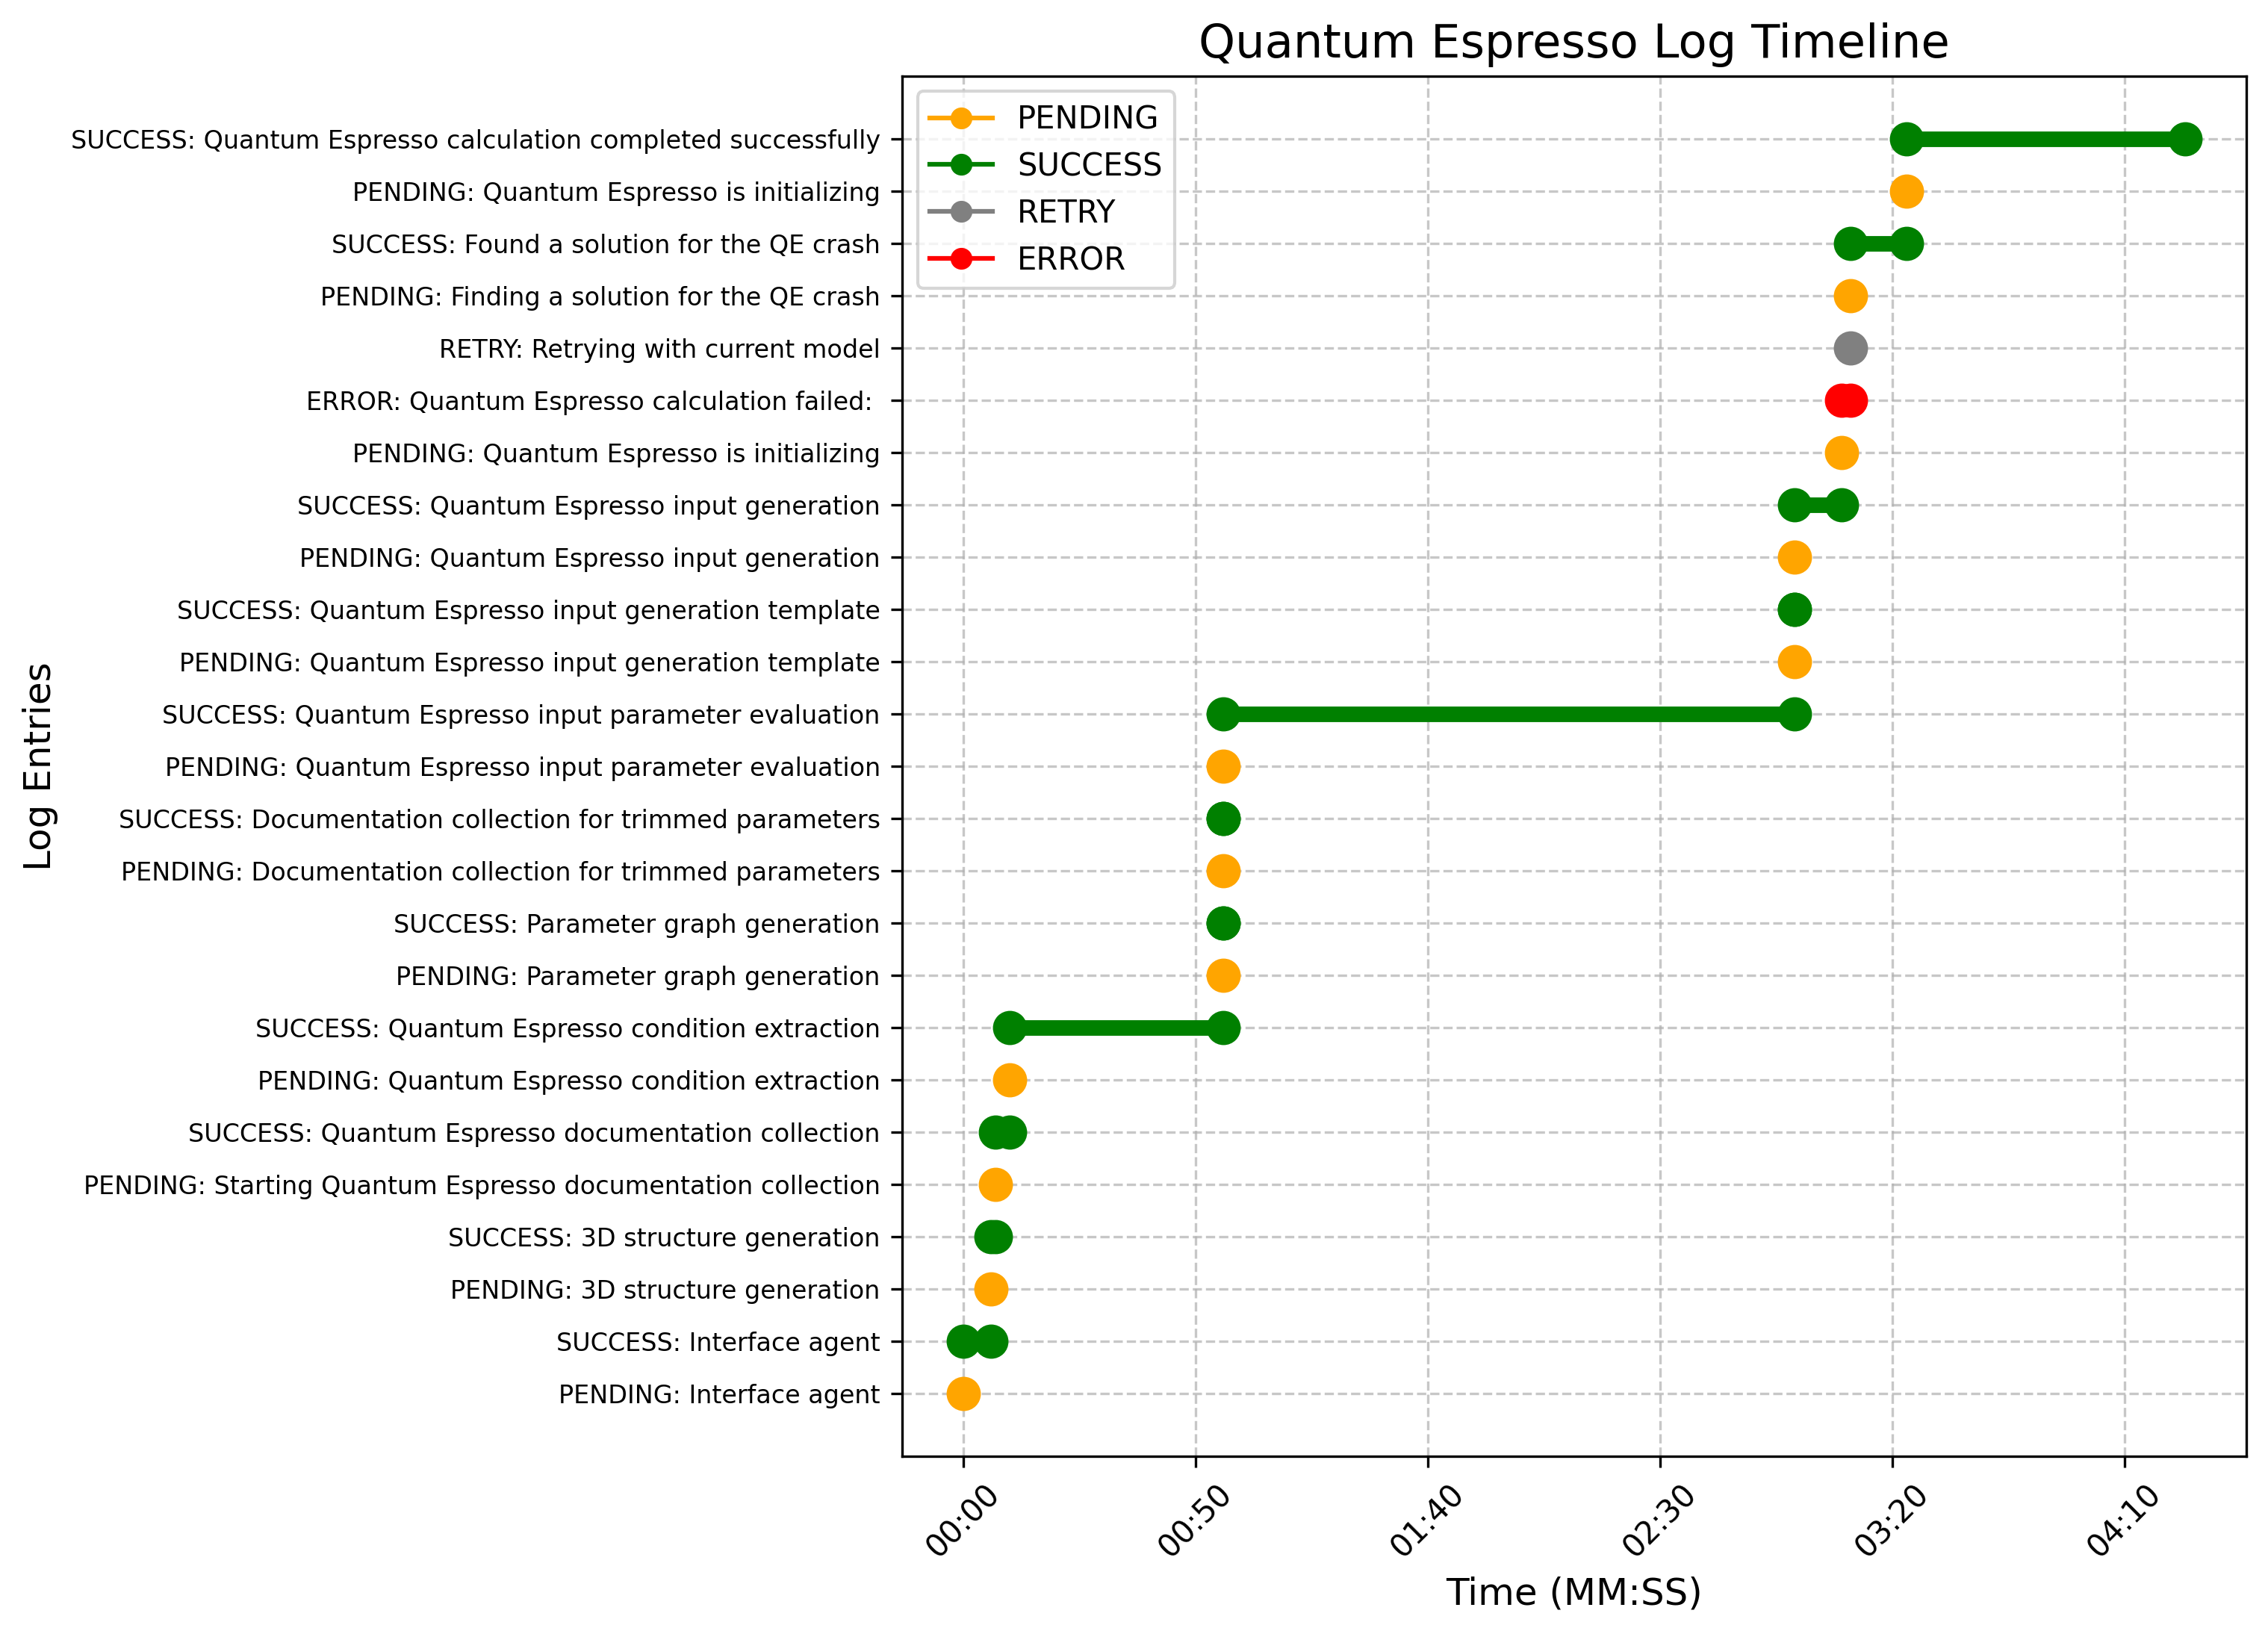 Quantum Espresso Log Timeline
PENDING
SUCCESS
RETRY
ERROR
SUCCESS: Quantum Espresso calculation completed successfully
PENDING: Quantum Espresso is initializing
SUCCESS: Found a solution for the QE crash
PENDING: Finding a solution for the QE crash
RETRY: Retrying with current model
ERROR: Quantum Espresso calculation failed:
PENDING: Quantum Espresso is initializing
SUCCESS: Quantum Espresso input generation
PENDING: Quantum Espresso input generation
SUCCESS: Quantum Espresso input generation template
PENDING: Quantum Espresso input generation template
SUCCESS: Quantum Espresso input parameter evaluation
PENDING: Quantum Espresso input parameter evaluation
SUCCESS: Documentation collection for trimmed parameters
PENDING: Documentation collection for trimmed parameters
SUCCESS: Parameter graph generation
PENDING: Parameter graph generation
SUCCESS: Quantum Espresso condition extraction
PENDING: Quantum Espresso condition extraction
SUCCESS: Quantum Espresso documentation collection
PENDING: Starting Quantum Espresso documentation collection
SUCCESS: 3D structure generation
PENDING: 3D structure generation
SUCCESS: Interface agent
PENDING: Interface agent
Log Entries
00:00
00:50
01:40
02:30
03:20
04:10
Time (MM:SS)